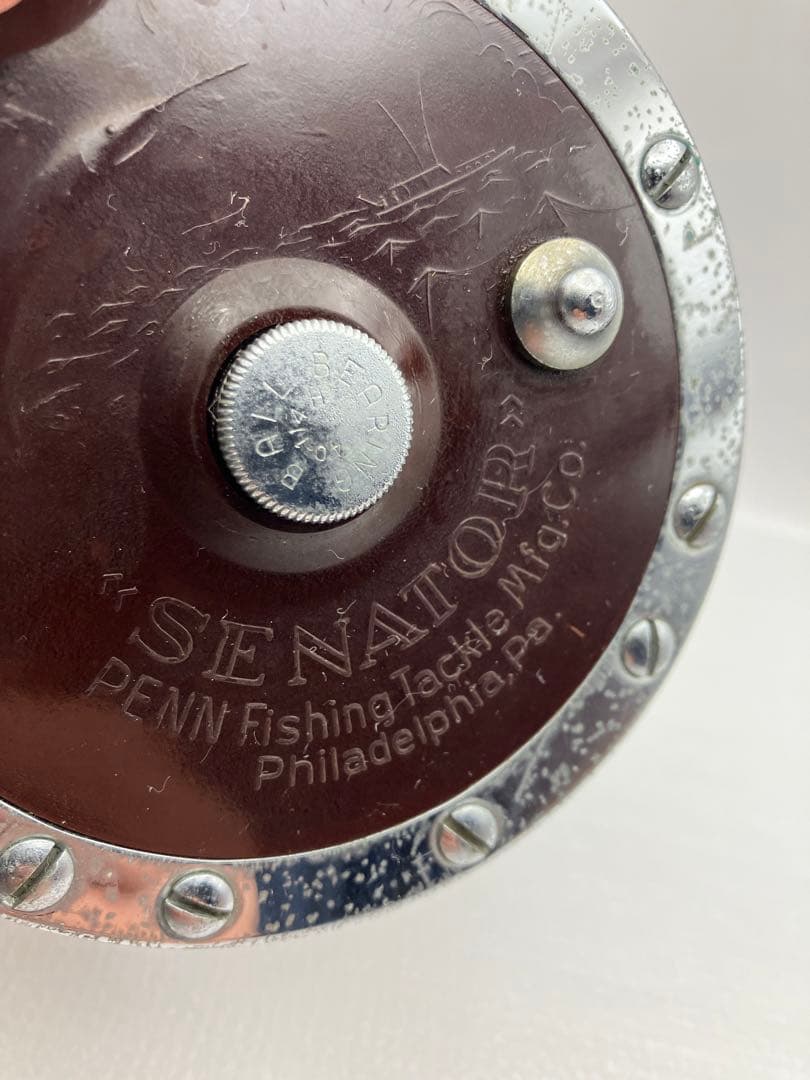 BALL BEARING
"SENATOR"
PENN Fishing Tackle Mfg. Co.
Philadelphia, Pa.